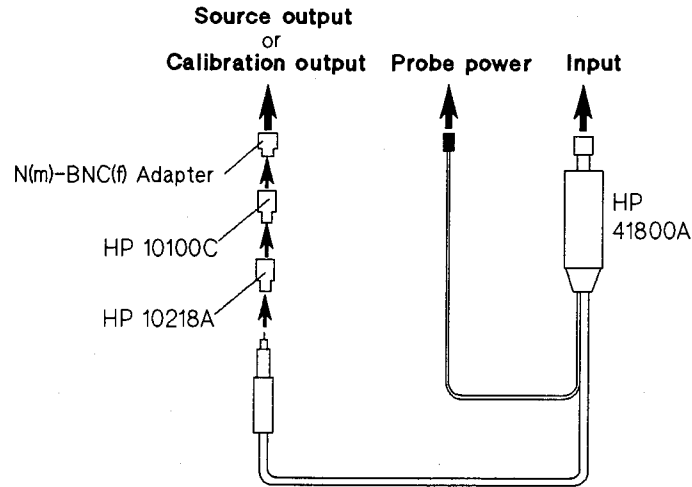 Source output
or
Calibration output
Probe power
Input
N(m)-BNC(f) Adapter
HP 10100C
HP 10218A
HP
41800A